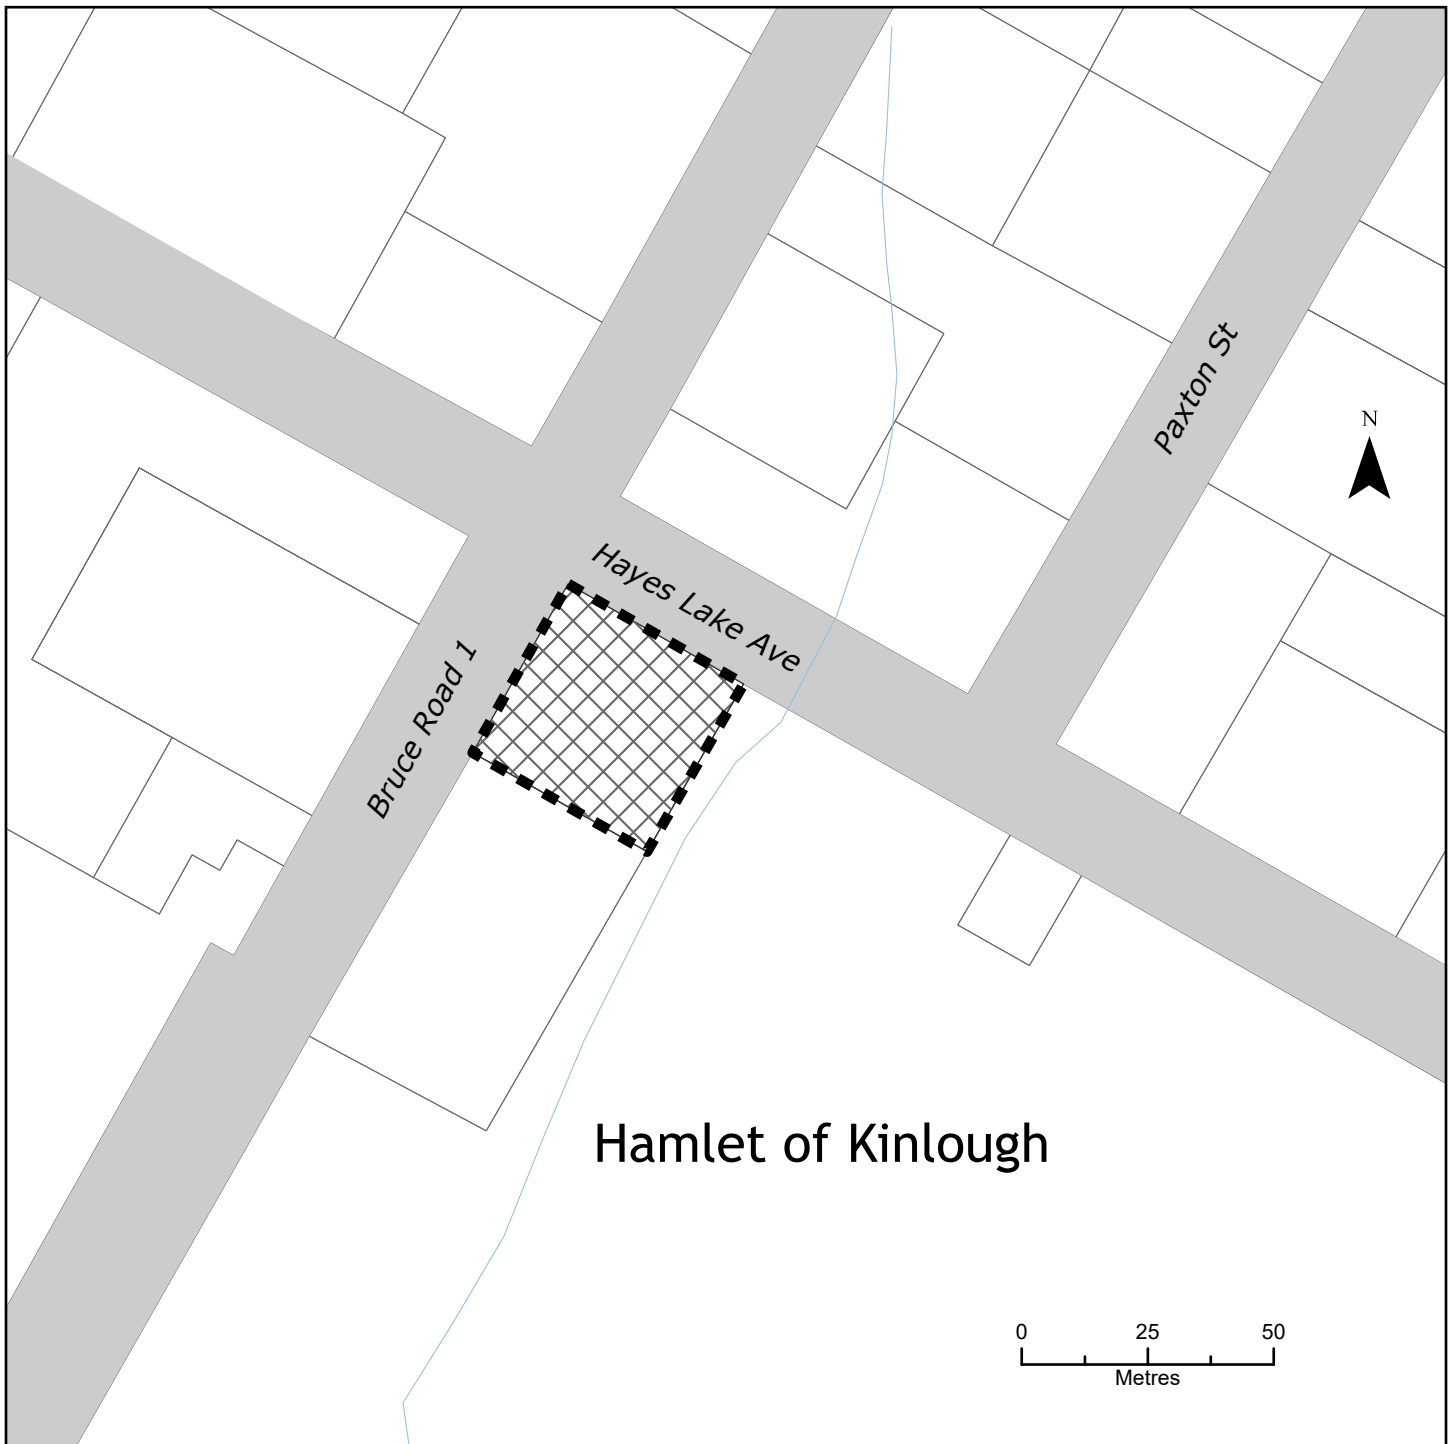 Paxton St
N
Hayes Lake Ave
Bruce Road 1
Hamlet of Kinlough
0 25 50
Metres